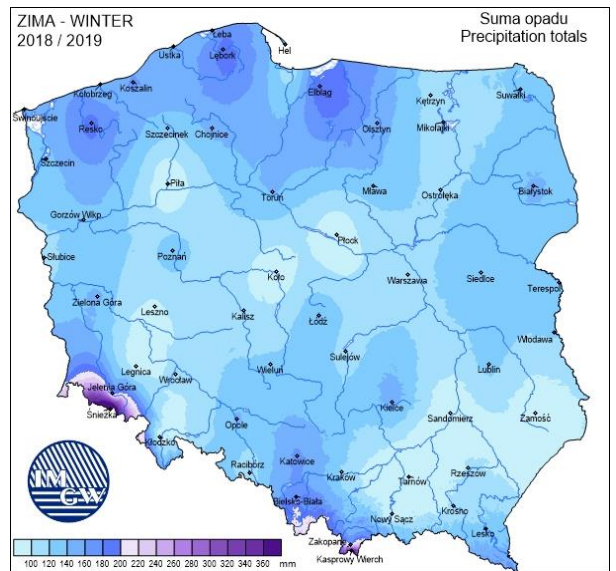 ZIMA - WINTER
2018 / 2019
Suma opadu
Precipitation totals
Łeba
Ustka
Lębork
Hel
Kołobrzeg
Koszalin
Elbląg
Kętrzyn
Suwałki
Świnoujście
Resko
Szczecinek
Chojnice
Olsztyn
Mikołajki
Szczecin
Piła
Toruń
Mława
Ostrołęka
Białystok
Gorzów Wlkp.
Płock
Słubice
Poznań
Koło
Warszawa
Siedlce
Terespol
Zielona Góra
Leszno
Kalisz
Łódź
Włodawa
Legnica
Wrocław
Wieluń
Sulejów
Lublin
Jelenia Góra
Śnieżka
Kielce
Sandomierz
Zamość
Kłodzko
Opole
Racibórz
Katowice
Kraków
Tarnów
Rzeszów
Bielsko-Biała
Nowy Sącz
Krosno
Lesko
Zakopane
Kasprowy Wierch
IM
GW
100 120 140 160 180 200 220 240 260 280 300 320 340 360 mm